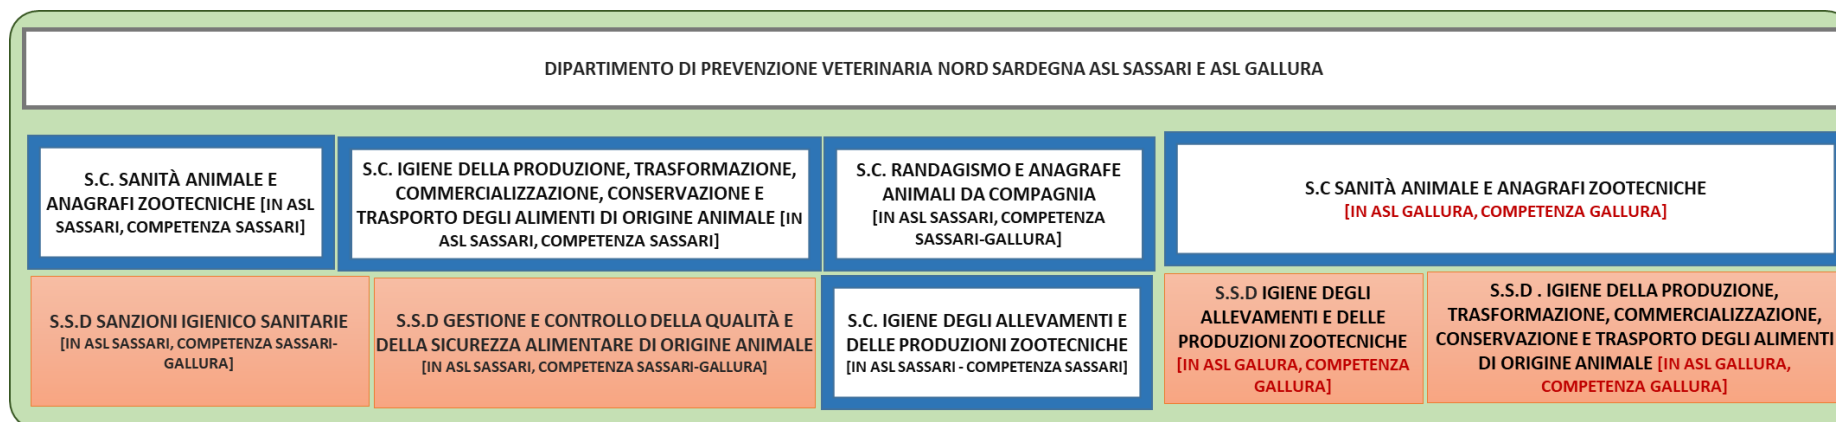 DIPARTIMENTO DI PREVENZIONE VETERINARIA NORD SARDEGNA ASL SASSARI E ASL GALLURA
S.C. SANITÀ ANIMALE E
ANAGRAFI ZOOTECNICHE [IN ASL
SASSARI, COMPETENZA SASSARI]
S.C. IGIENE DELLA PRODUZIONE, TRASFORMAZIONE,
COMMERCIALIZZAZIONE, CONSERVAZIONE E
TRASPORTO DEGLI ALIMENTI DI ORIGINE ANIMALE [IN
ASL SASSARI, COMPETENZA SASSARI]
S.C. RANDAGISMO E ANAGRAFE
ANIMALI DA COMPAGNIA
[IN ASL SASSARI, COMPETENZA
SASSARI-GALLURA]
S.C SANITÀ ANIMALE E ANAGRAFI ZOOTECNICHE
[IN ASL GALLURA, COMPETENZA GALLURA]
S.S.D SANZIONI IGIENICO SANITARIE
[IN ASL SASSARI, COMPETENZA SASSARI-
GALLURA]
S.S.D GESTIONE E CONTROLLO DELLA QUALITÀ E
DELLA SICUREZZA ALIMENTARE DI ORIGINE ANIMALE
[IN ASL SASSARI, COMPETENZA SASSARI-GALLURA]
S.C. IGIENE DEGLI ALLEVAMENTI E
DELLE PRODUZIONI ZOOTECNICHE
[IN ASL SASSARI - COMPETENZA SASSARI]
S.S.D IGIENE DEGLI
ALLEVAMENTI E DELLE
PRODUZIONI ZOOTECNICHE
[IN ASL GALURA, COMPETENZA
GALLURA]
S.S.D . IGIENE DELLA PRODUZIONE,
TRASFORMAZIONE, COMMERCIALIZZAZIONE,
CONSERVAZIONE E TRASPORTO DEGLI ALIMENTI
DI ORIGINE ANIMALE [IN ASL GALLURA,
COMPETENZA GALLURA]